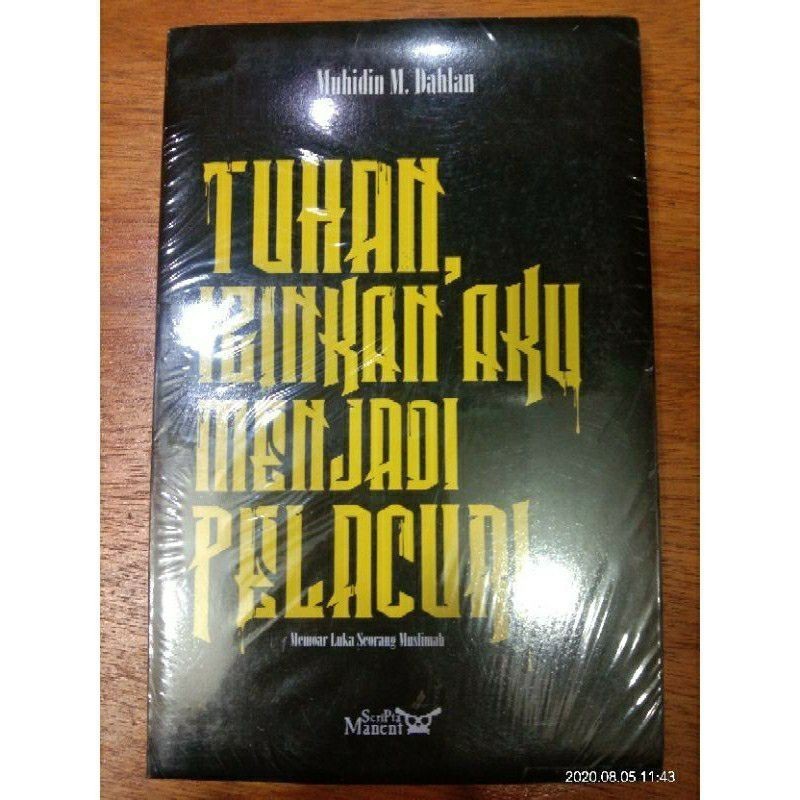 Muhidin M. Dahlan
TUHAN,
IZINKAN AKU
MENJADI
PELACUR!
Memoar Luka Seorang Muslimah
ScriPta
Manent
2020.08.05 11:43